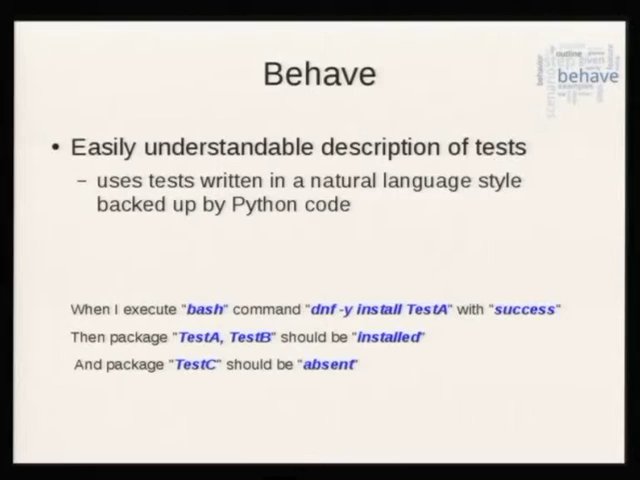 Behave
outline
behave
• Easily understandable description of tests
– uses tests written in a natural language style
backed up by Python code
When I execute "bash" command "dnf -y install TestA" with "success"
Then package "TestA, TestB" should be "installed"
And package "TestC" should be "absent"